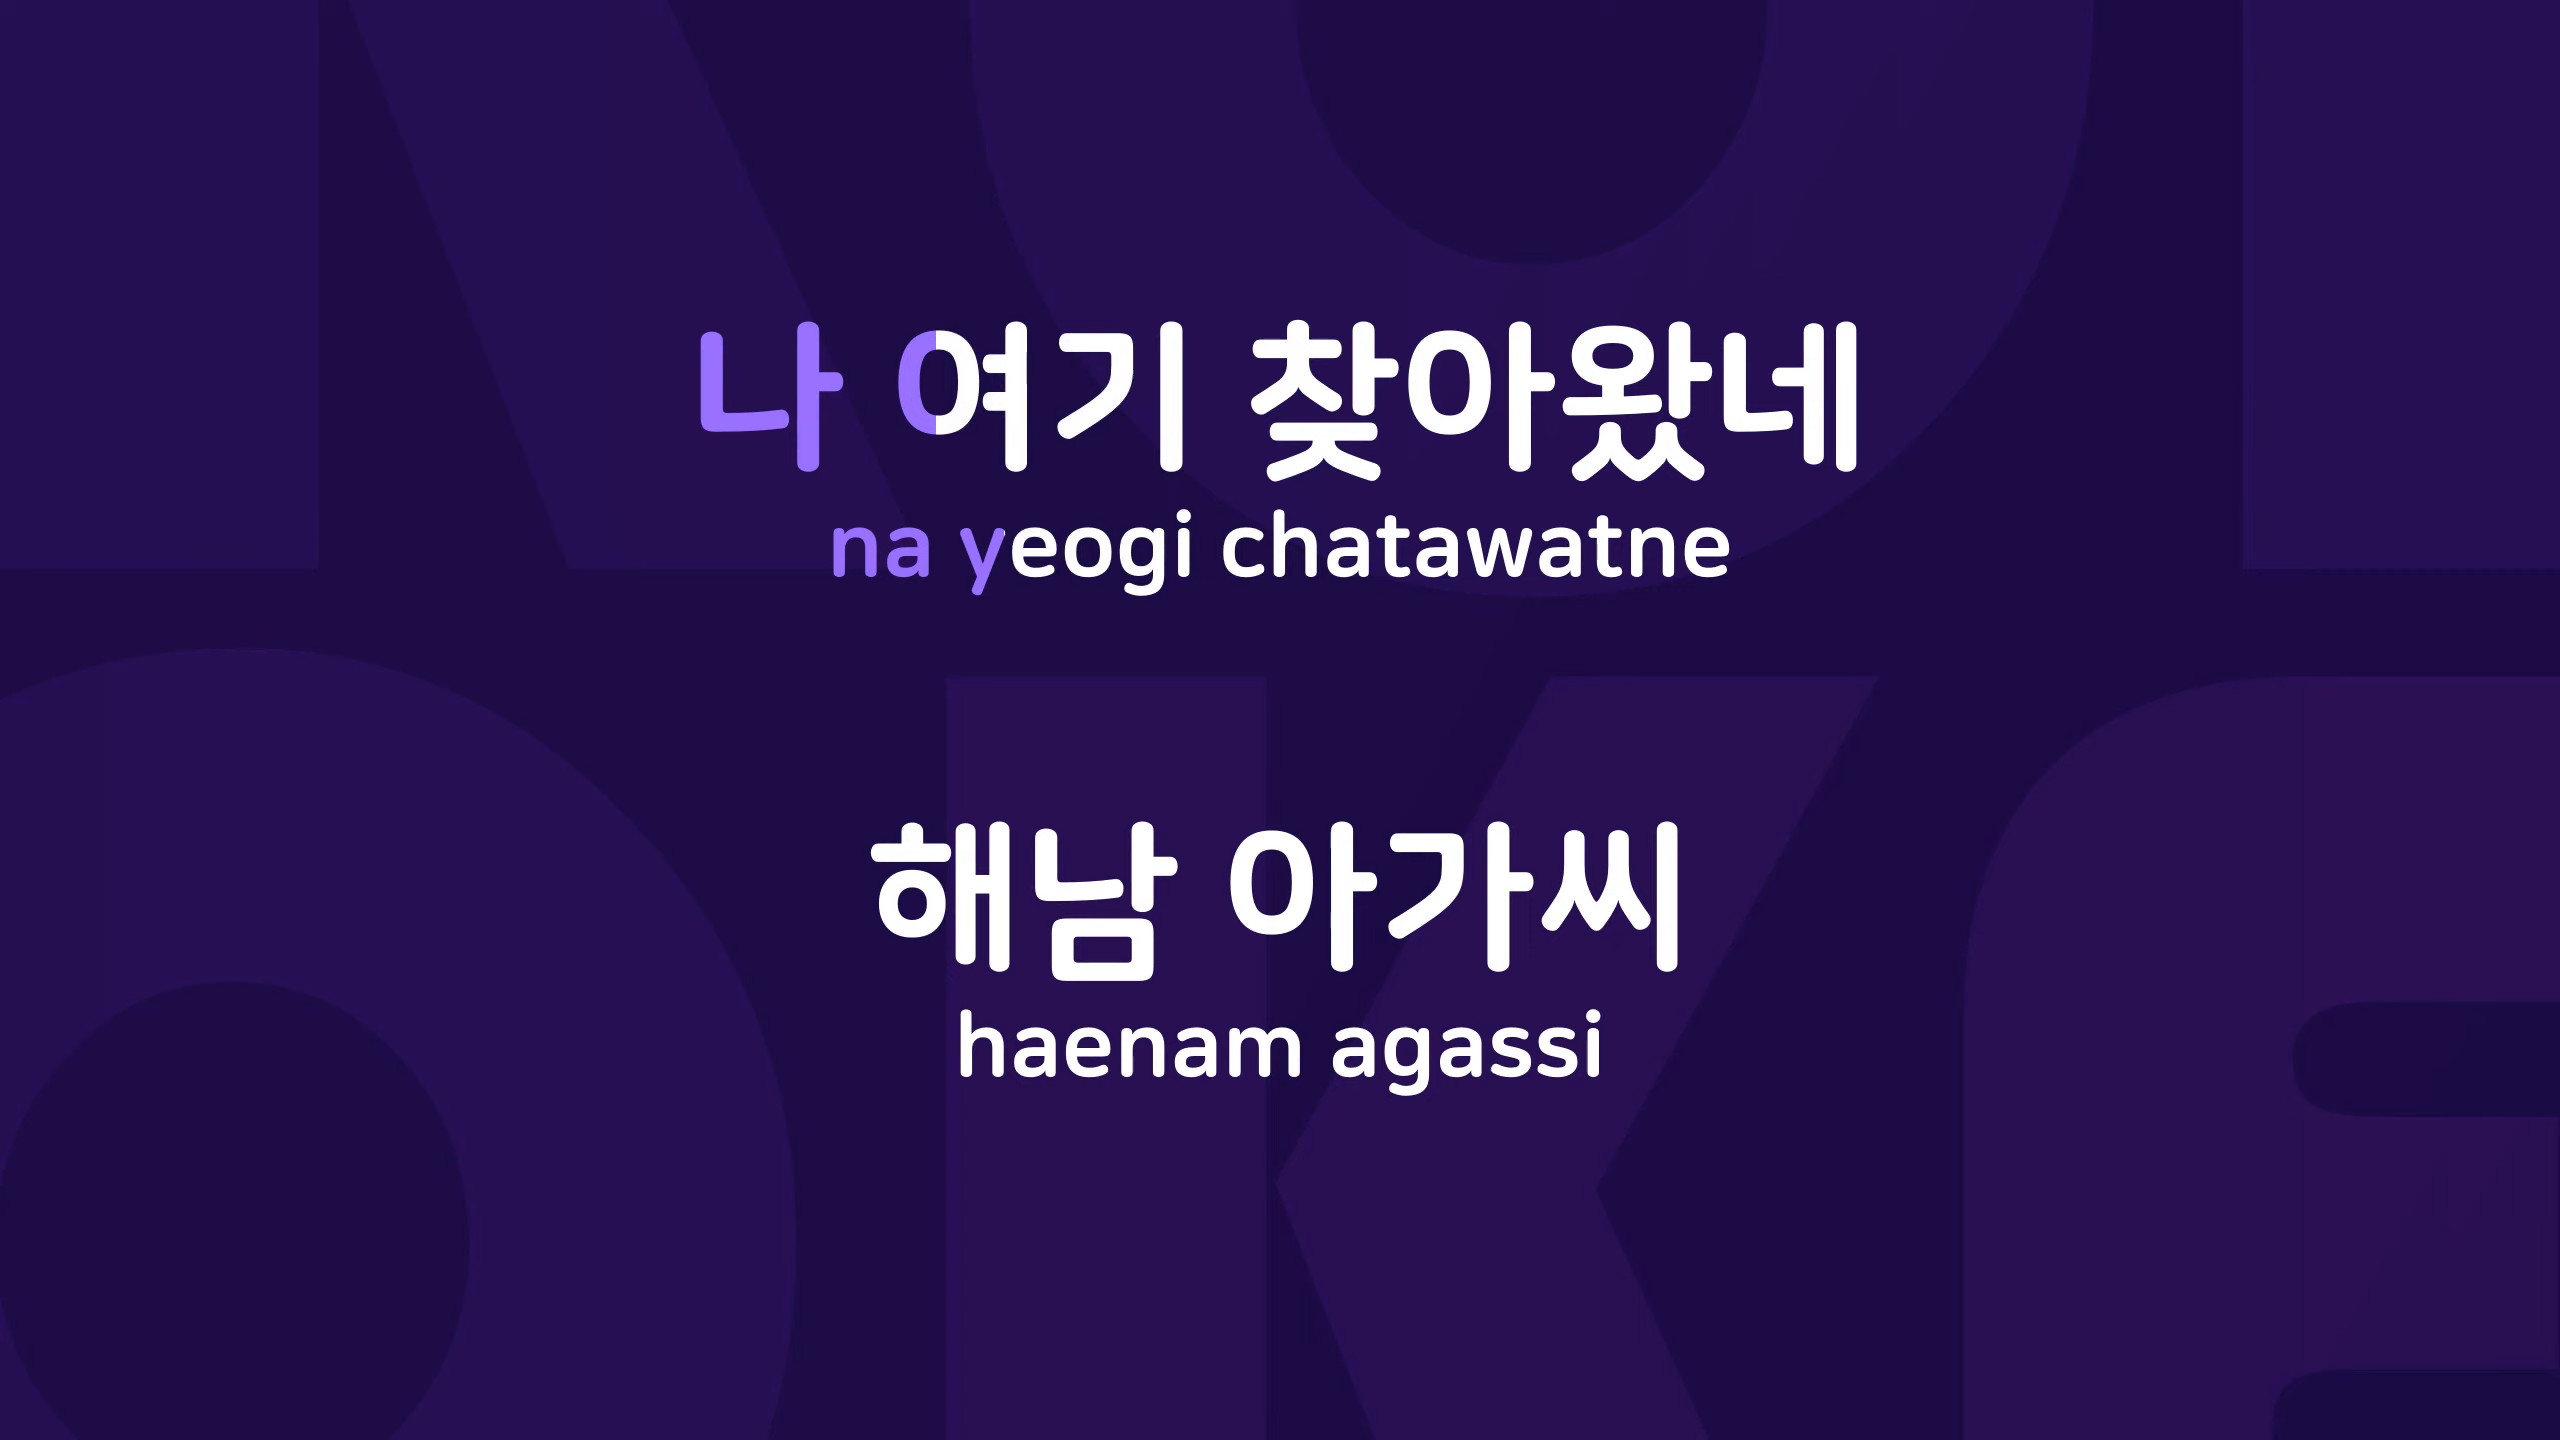 나 여기 찾아왔네
na yeogi chatawatne
해남 아가씨
haenam agassi